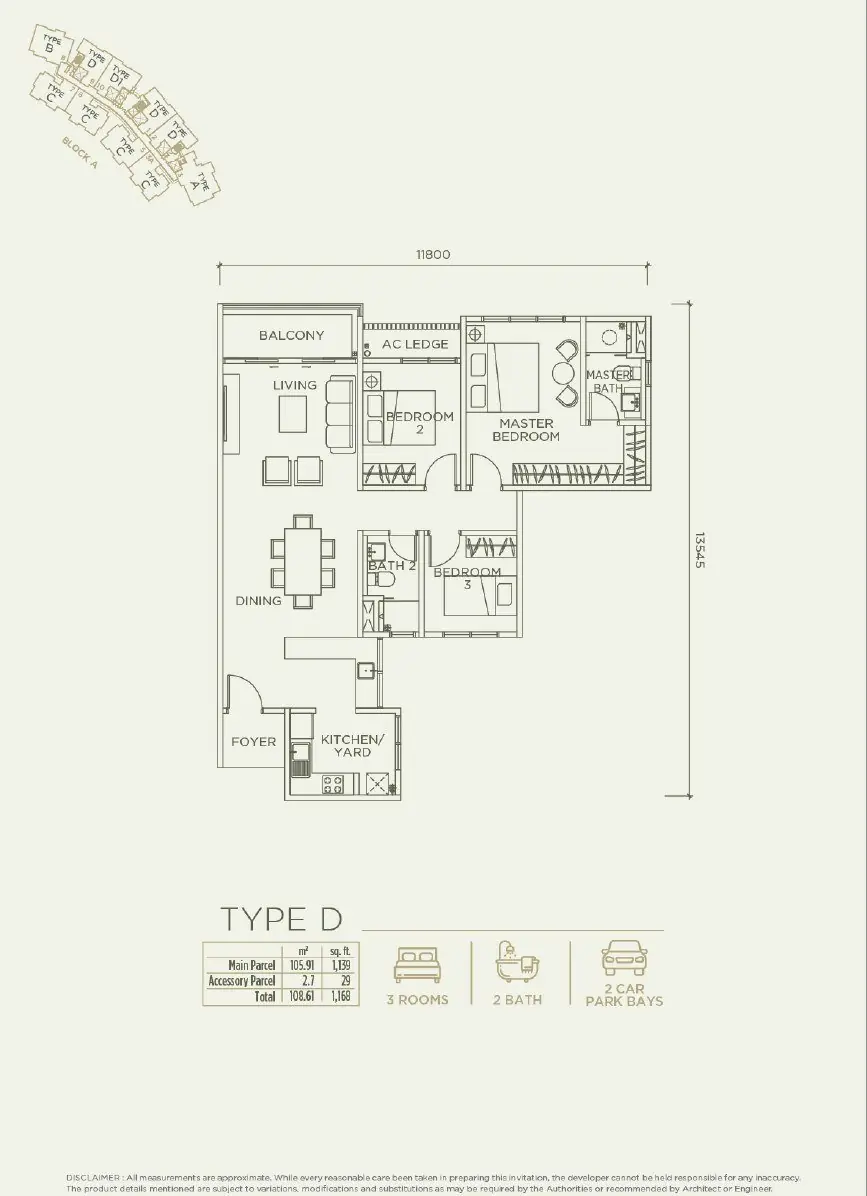 TYPE
B
TYPE
D
TYPE
D1
TYPE
D
TYPE
D
TYPE
C
TYPE
C
TYPE
C
TYPE
C
TYPE
A
BLOCK A
11800
BALCONY
AC LEDGE
LIVING
MASTER
BATH
BEDROOM
2
MASTER
BEDROOM
13545
BATH 2
BEDROOM
3
DINING
FOYER
KITCHEN/
YARD
TYPE D
m² sq. ft.
Main Parcel 105.91 1,139
Accessory Parcel 2.7 29
Total 108.61 1,168
3 ROOMS
2 BATH
2 CAR
PARK BAYS
DISCLAIMER : All measurements are approximate. While every reasonable care been taken in preparing this invitation, the developer cannot be held responsible for any inaccuracy.
The product details mentioned are subject to variations, modifications and substitutions as may be required by the Authorities or recommended by Architect or Engineer.